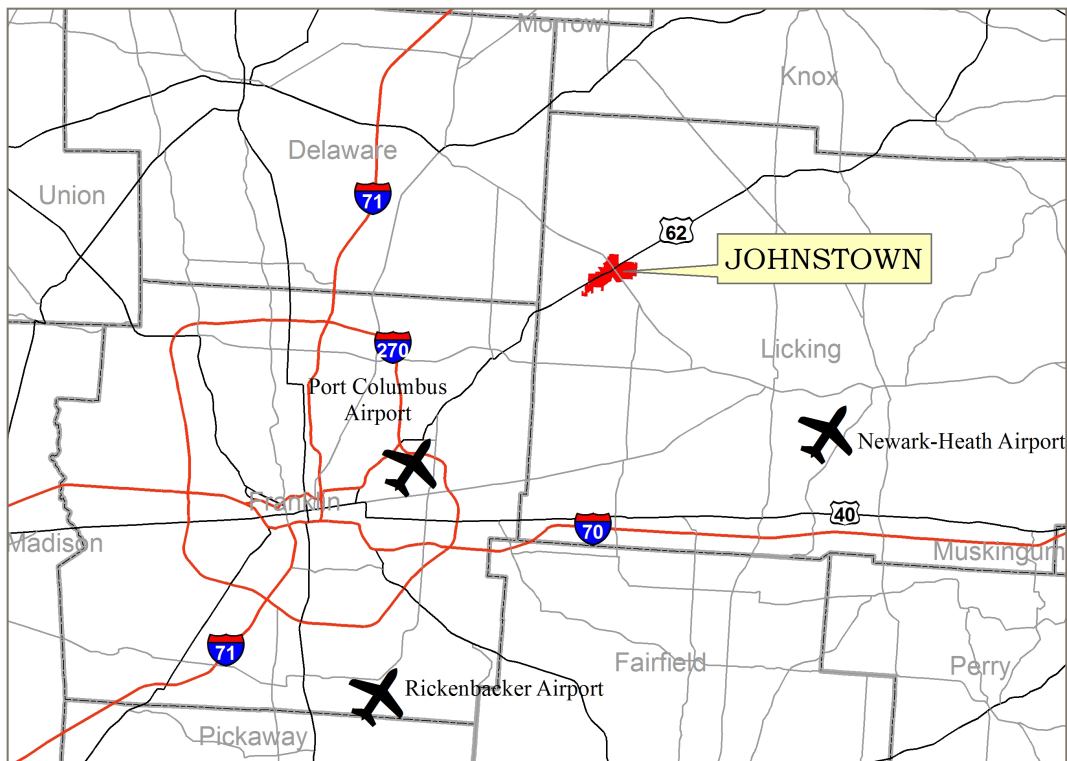 Morrow
Knox
Delaware
Union
71
62
JOHNSTOWN
270
Licking
Port Columbus
Airport
Newark-Heath Airport
Franklin
40
70
Madison
Muskingum
71
Fairfield
Perry
Rickenbacker Airport
Pickaway